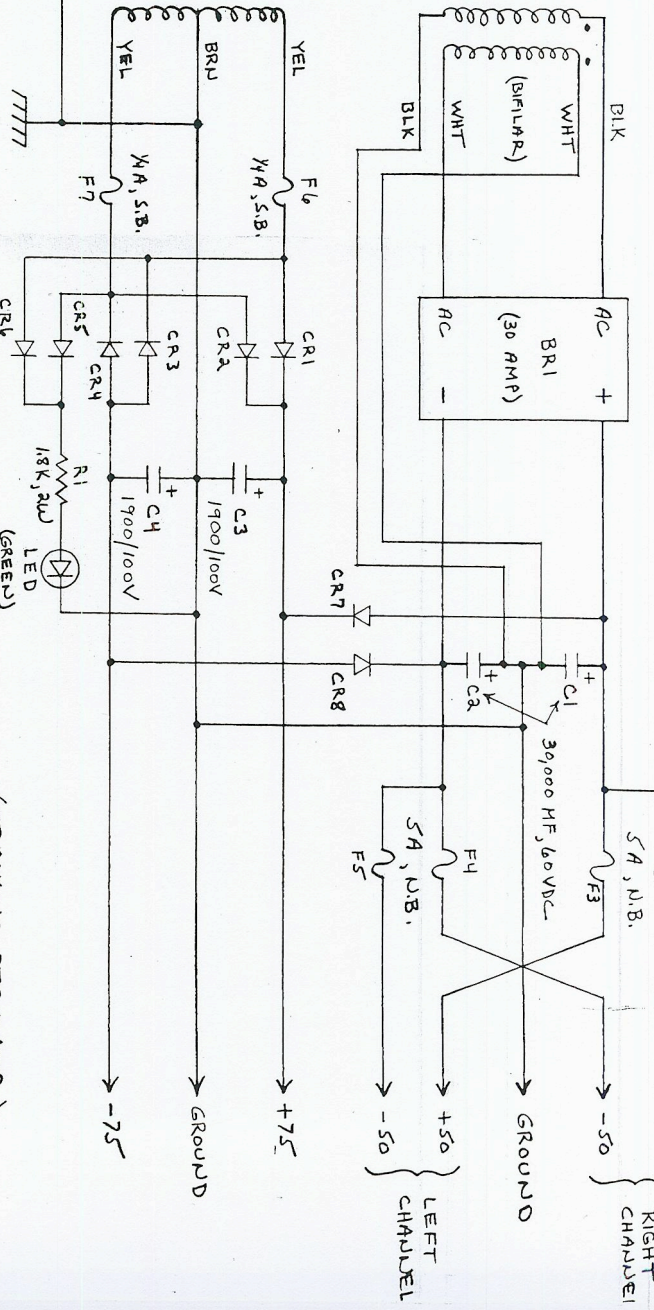 RIGHT
CHANNEL
5A, N.B.
F3
-50
BLK
AC
+
+
C1
30,000 MF, 60VDC
GROUND
WHT
(BIFILAR)
BR1
(30 AMP)
+
C2
WHT
AC
-
F4
+50
5A, N.B.
BLK
F5
-50
LEFT
CHANNEL
CR7
CR8
YEL
F6
1/4A, S.B.
CR1
+75
CR2
+
C3
1900/100V
BRN
GROUND
CR3
+
C4
1900/100V
YEL
1/4A, S.B.
F7
CR4
-75
CR5
R1
1.8K, 2W
CR6
LED
(GREEN)